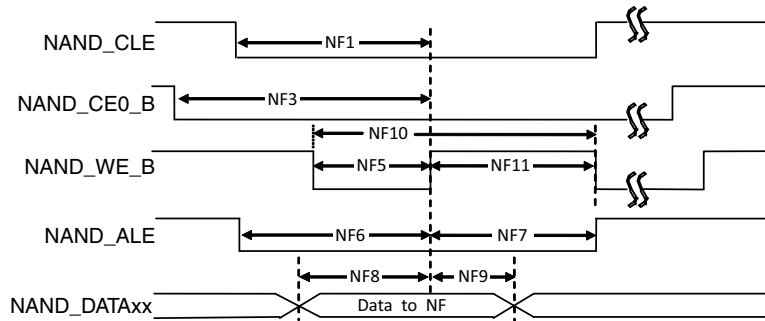 NAND_CLE
NF1
NAND_CE0_B
NF3
NF10
NAND_WE_B
NF5
NF11
NAND_ALE
NF6
NF7
NF8
NF9
NAND_DATAxx
Data to NF